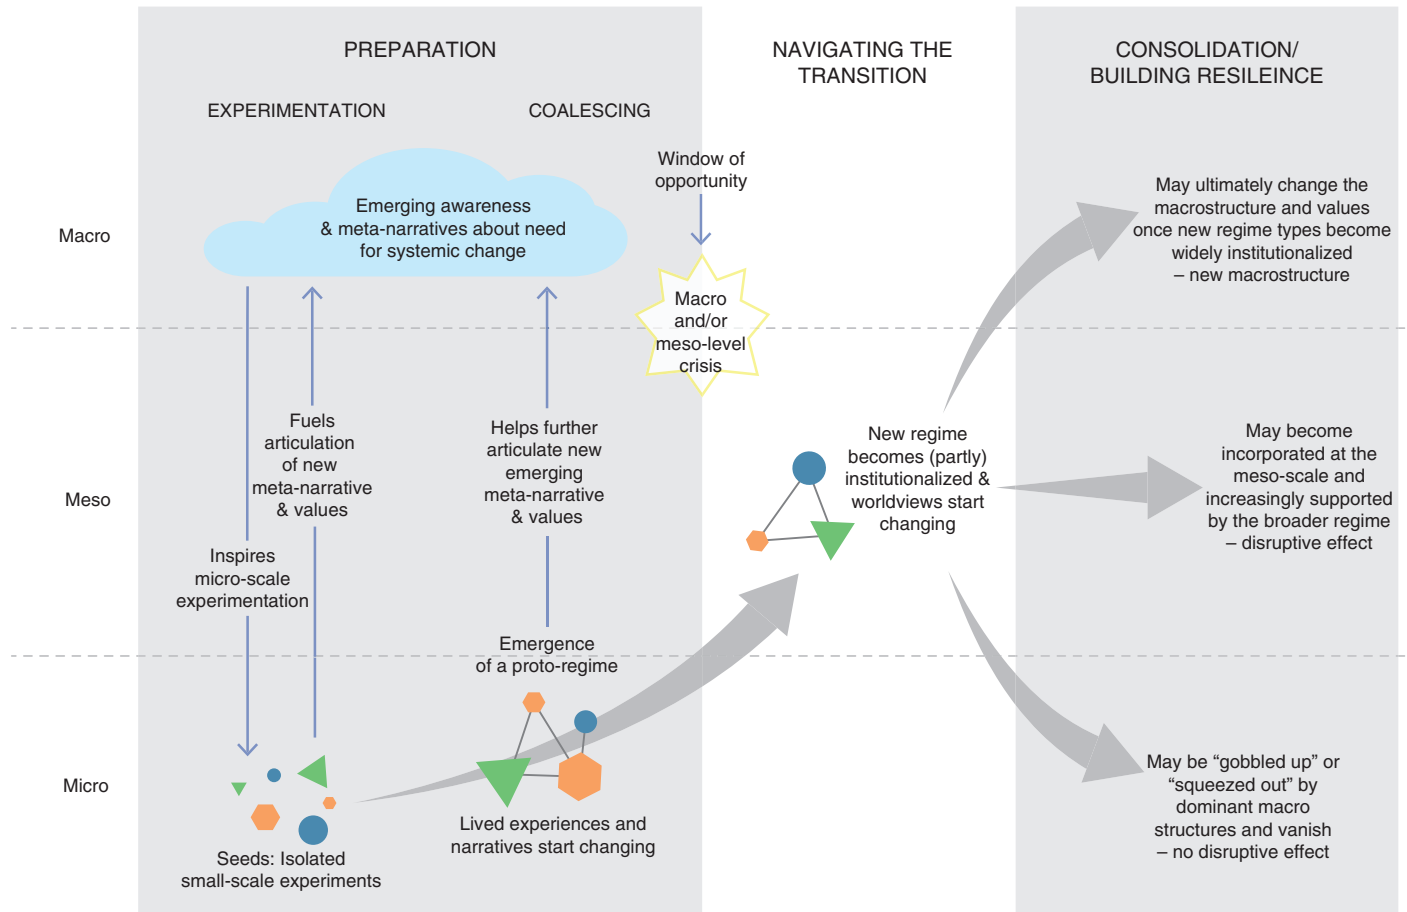 PREPARATION
NAVIGATING THE
TRANSITION
CONSOLIDATION/
BUILDING RESILEINCE
EXPERIMENTATION
COALESCING
Macro
Emerging awareness
& meta-narratives about need
for systemic change
Window of
opportunity
Macro
and/or
meso-level
crisis
May ultimately change the
macrostructure and values
once new regime types become
widely institutionalized
– new macrostructure
Meso
Fuels
articulation
of new
meta-narrative
& values
Inspires
micro-scale
experimentation
Helps further
articulate new
emerging
meta-narrative
& values
New regime
becomes (partly)
institutionalized &
worldviews start
changing
May become
incorporated at the
meso-scale and
increasingly supported
by the broader regime
– disruptive effect
Emergence
of a proto-regime
Micro
Seeds: Isolated
small-scale experiments
Lived experiences and
narratives start changing
May be “gobbled up” or
“squeezed out” by
dominant macro
structures and vanish
– no disruptive effect